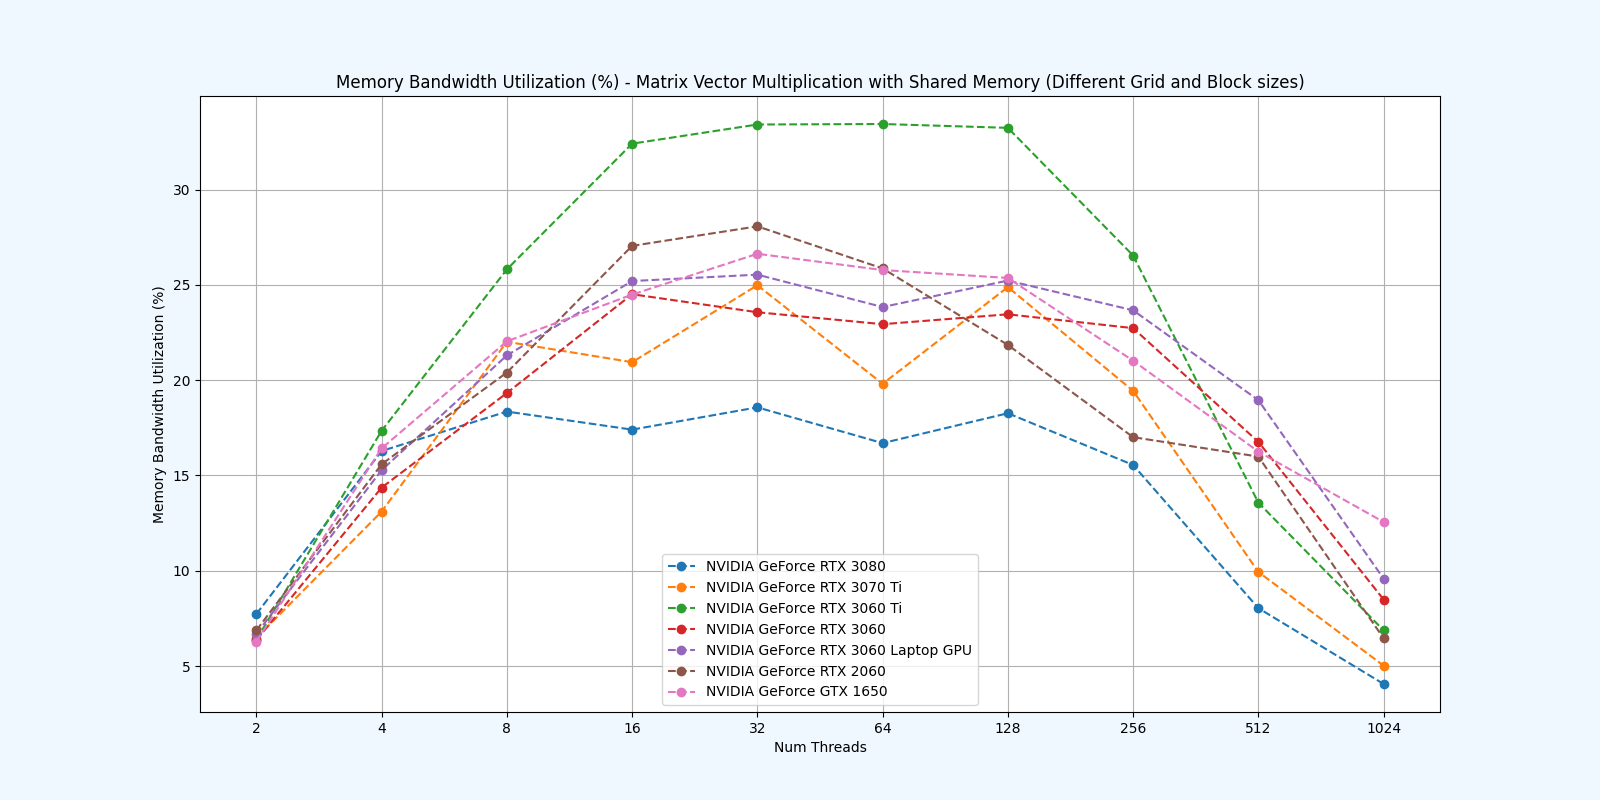 Memory Bandwidth Utilization (%) - Matrix Vector Multiplication with Shared Memory (Different Grid and Block sizes)
Memory Bandwidth Utilization (%)
30
25
20
15
10
5
NVIDIA GeForce RTX 3080
NVIDIA GeForce RTX 3070 Ti
NVIDIA GeForce RTX 3060 Ti
NVIDIA GeForce RTX 3060
NVIDIA GeForce RTX 3060 Laptop GPU
NVIDIA GeForce RTX 2060
NVIDIA GeForce GTX 1650
2 4 8 16 32 64 128 256 512 1024
Num Threads